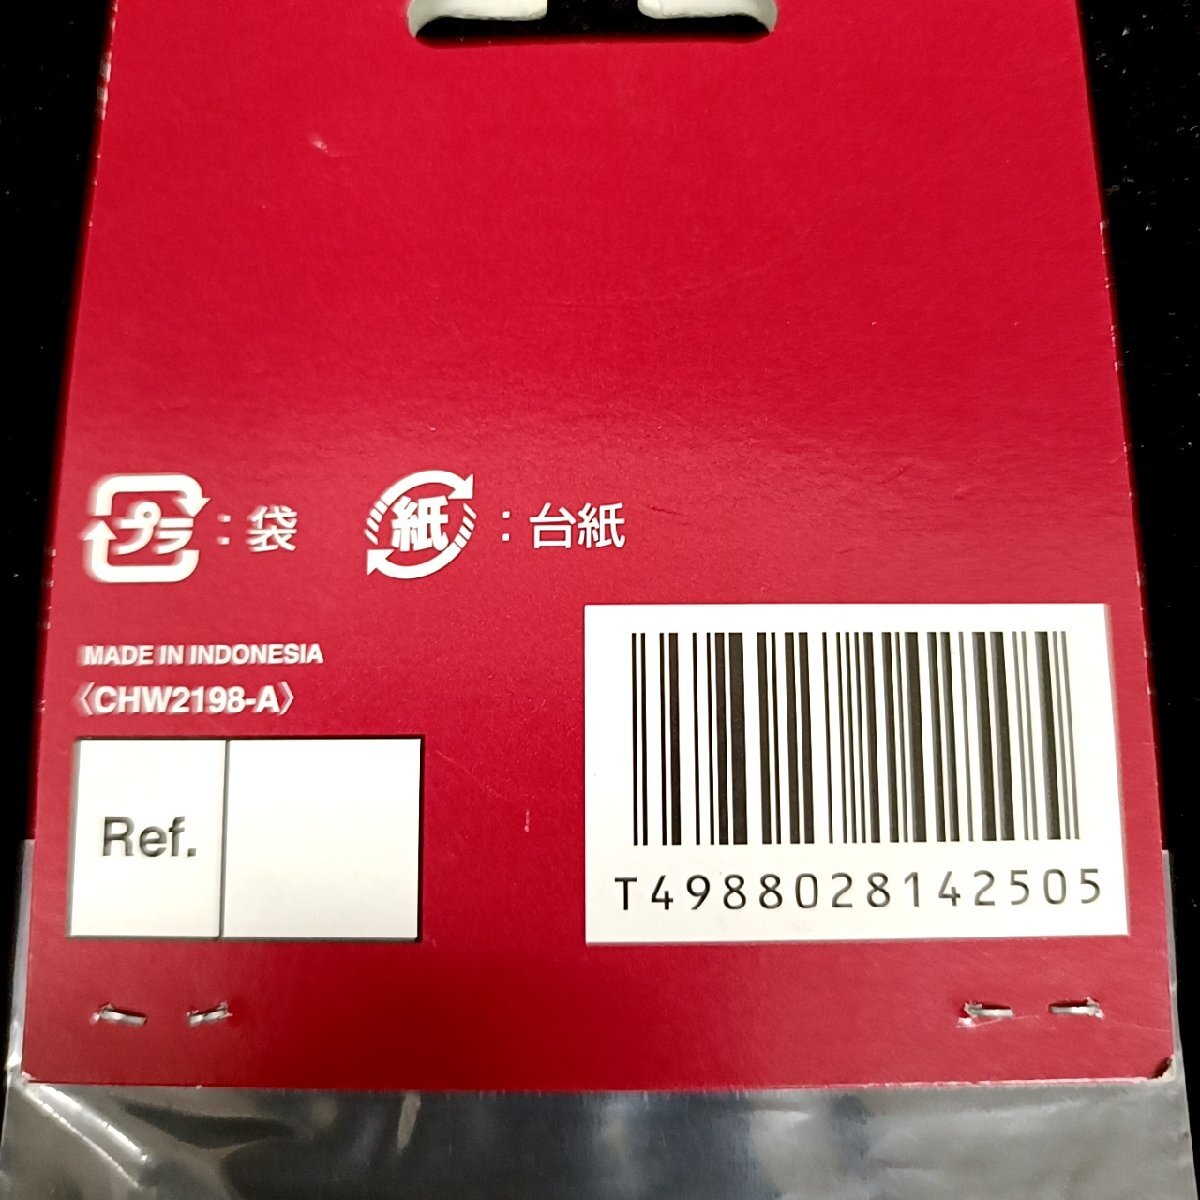 プラ : 袋 紙 : 台紙
MADE IN INDONESIA
〈CHW2198-A〉
Ref.
T4988028142505